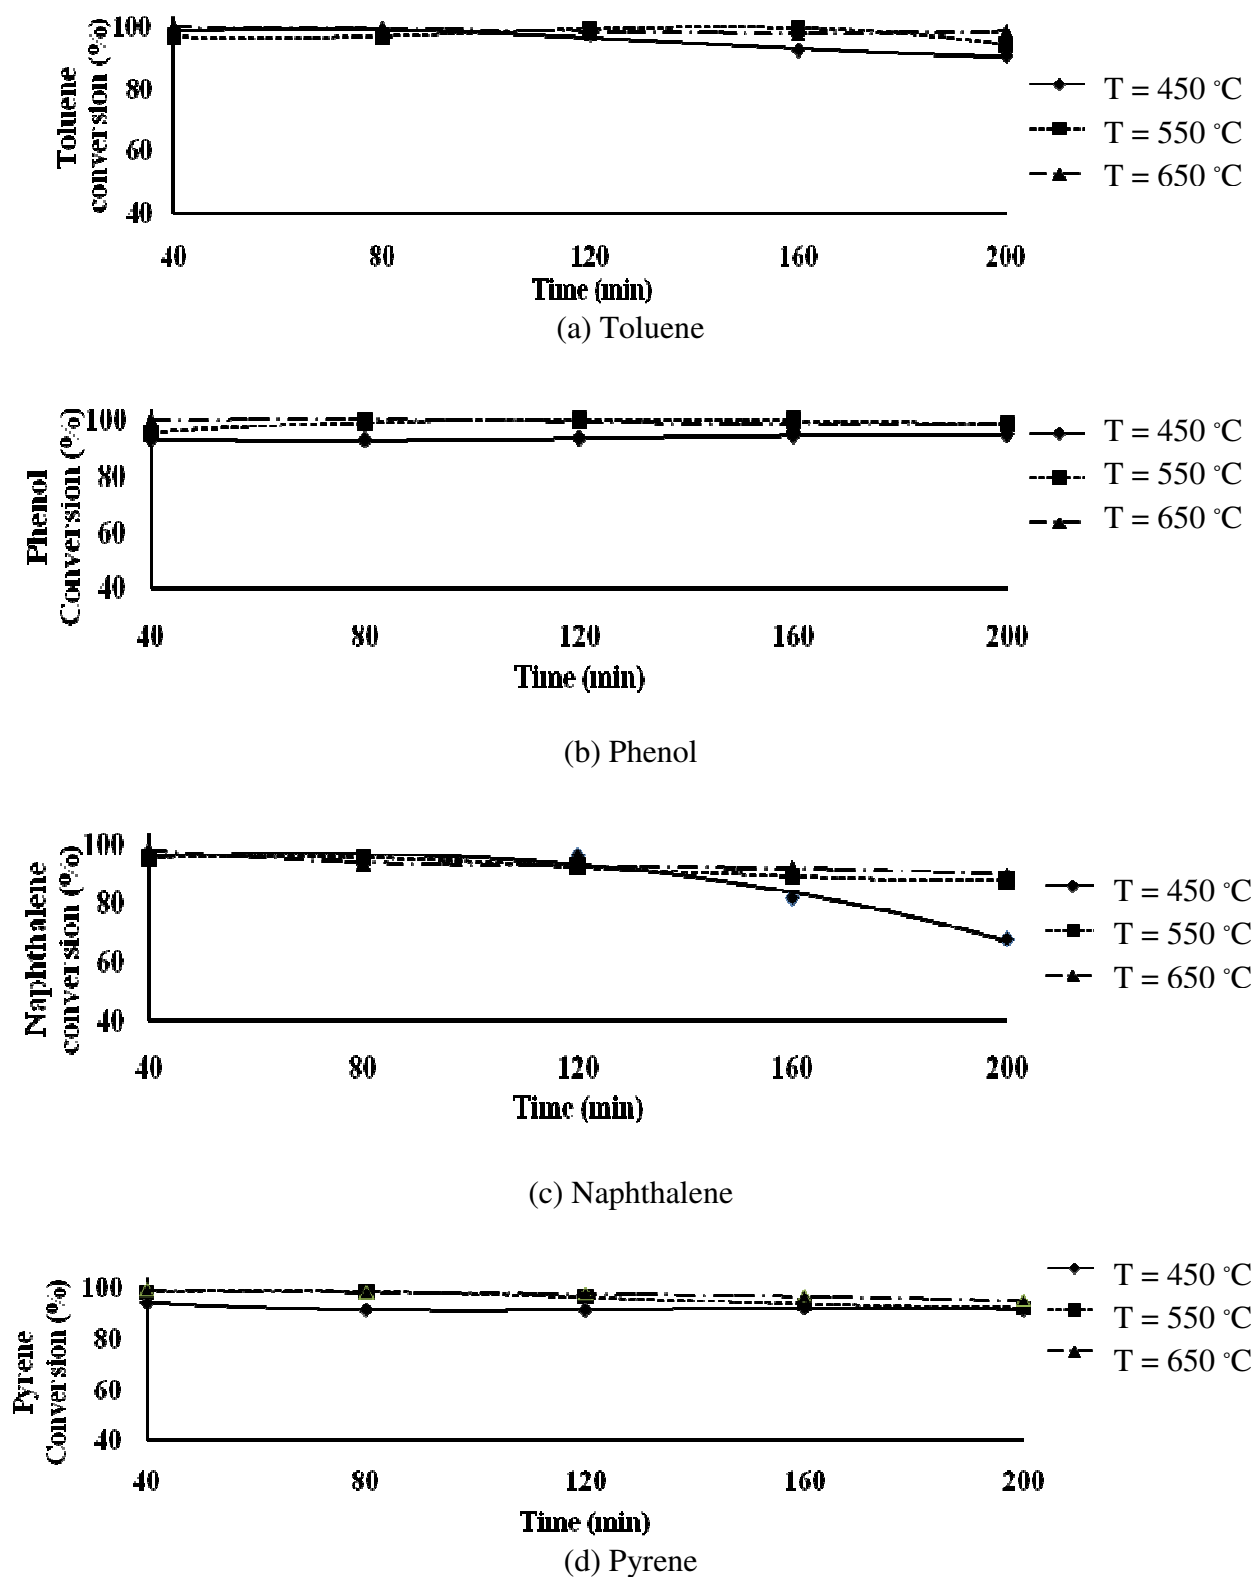 Toluene
conversion (%)
100
80
60
40
40 80 120 160 200
Time (min)
T = 450 °C
T = 550 °C
T = 650 °C
(a) Toluene
Phenol
Conversion (%)
100
80
60
40
40 80 120 160 200
Time (min)
T = 450 °C
T = 550 °C
T = 650 °C
(b) Phenol
Naphthalene
conversion (%)
100
80
60
40
40 80 120 160 200
Time (min)
T = 450 °C
T = 550 °C
T = 650 °C
(c) Naphthalene
Pyrene
Conversion (%)
100
80
60
40
40 80 120 160 200
Time (min)
T = 450 °C
T = 550 °C
T = 650 °C
(d) Pyrene